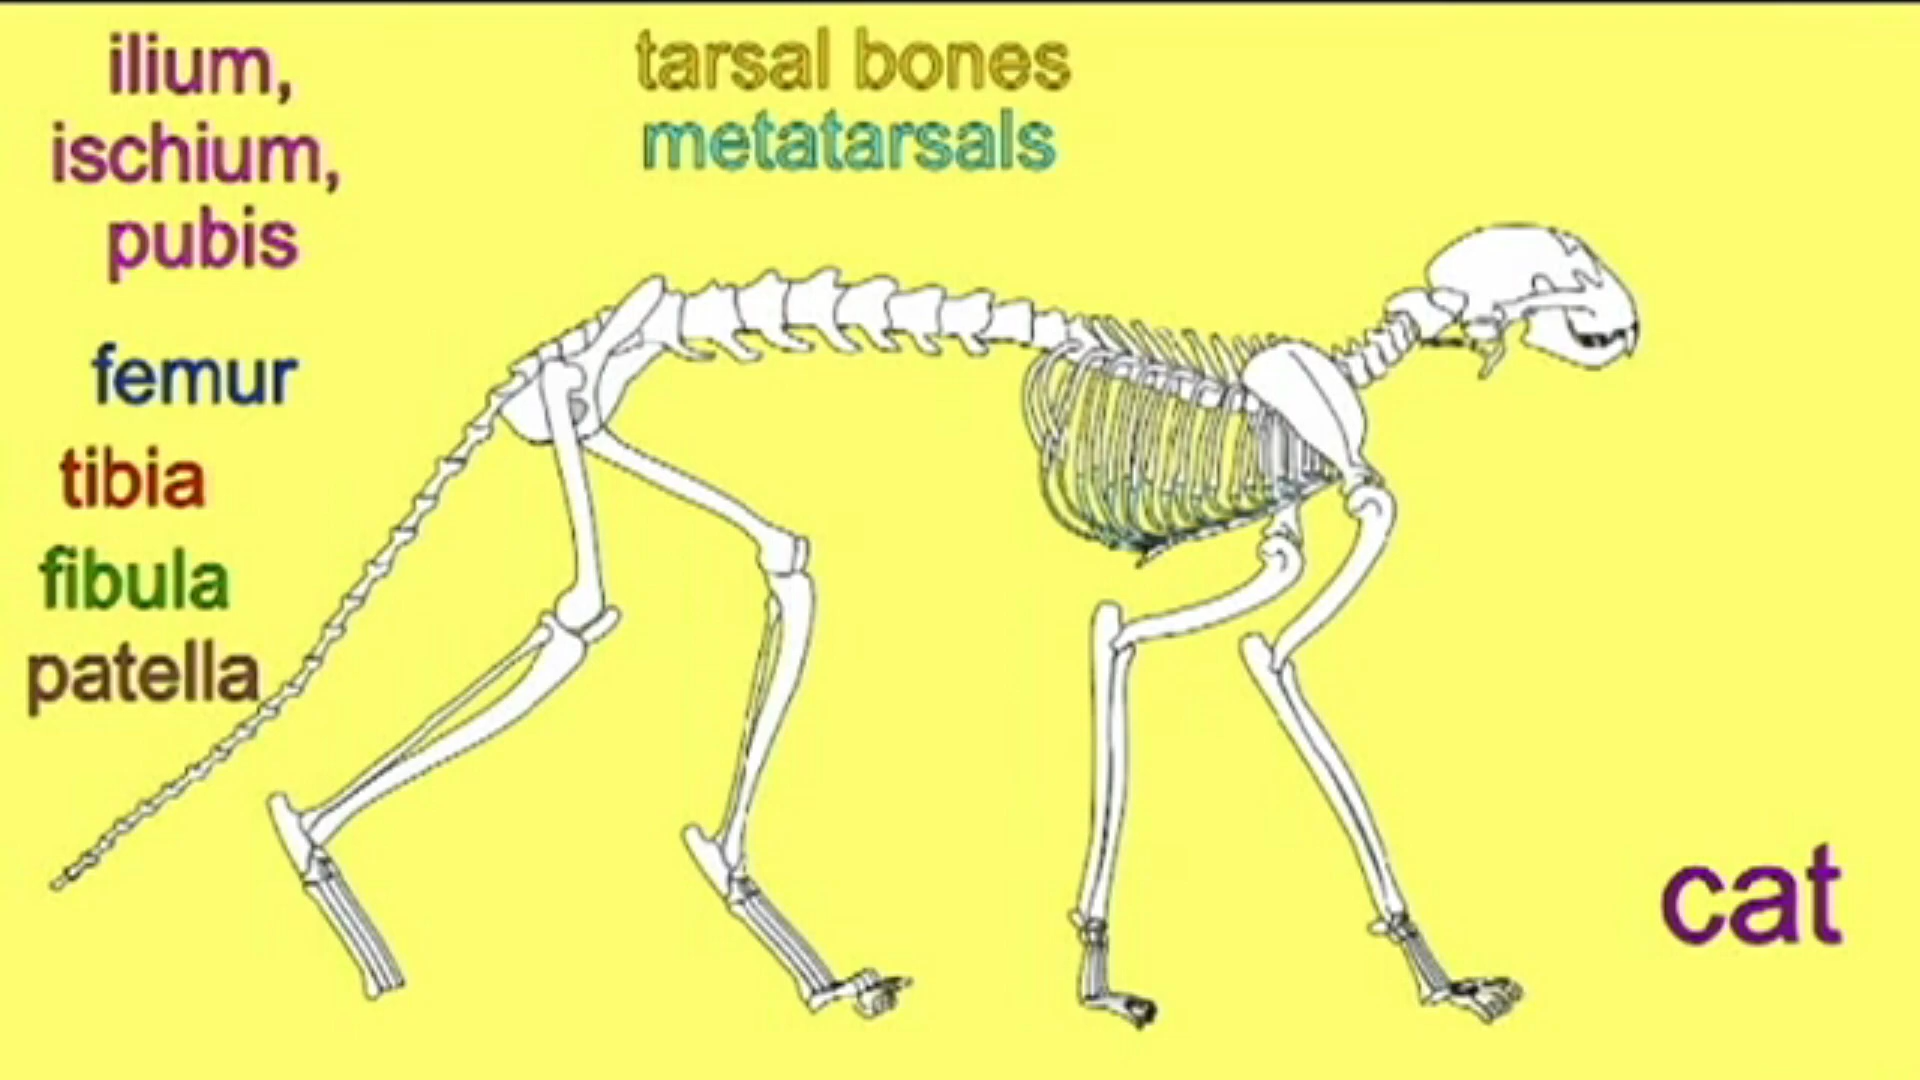 ilium,
ischium,
pubis
femur
tibia
fibula
patella
tarsal bones
metatarsals
cat